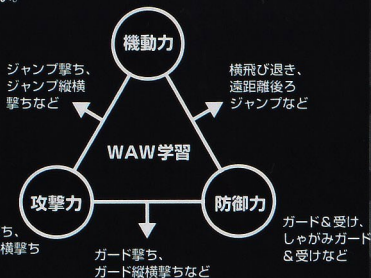 機動力
ジャンプ撃ち、
ジャンプ縦横
撃ちなど
横飛び退き、
遠距離後ろ
ジャンプなど
WAW学習
攻撃力
防御力
ち、
横撃ち
ガード撃ち、
ガード縦横撃ちなど
ガード&受け、
しゃがみガード
&受けなど